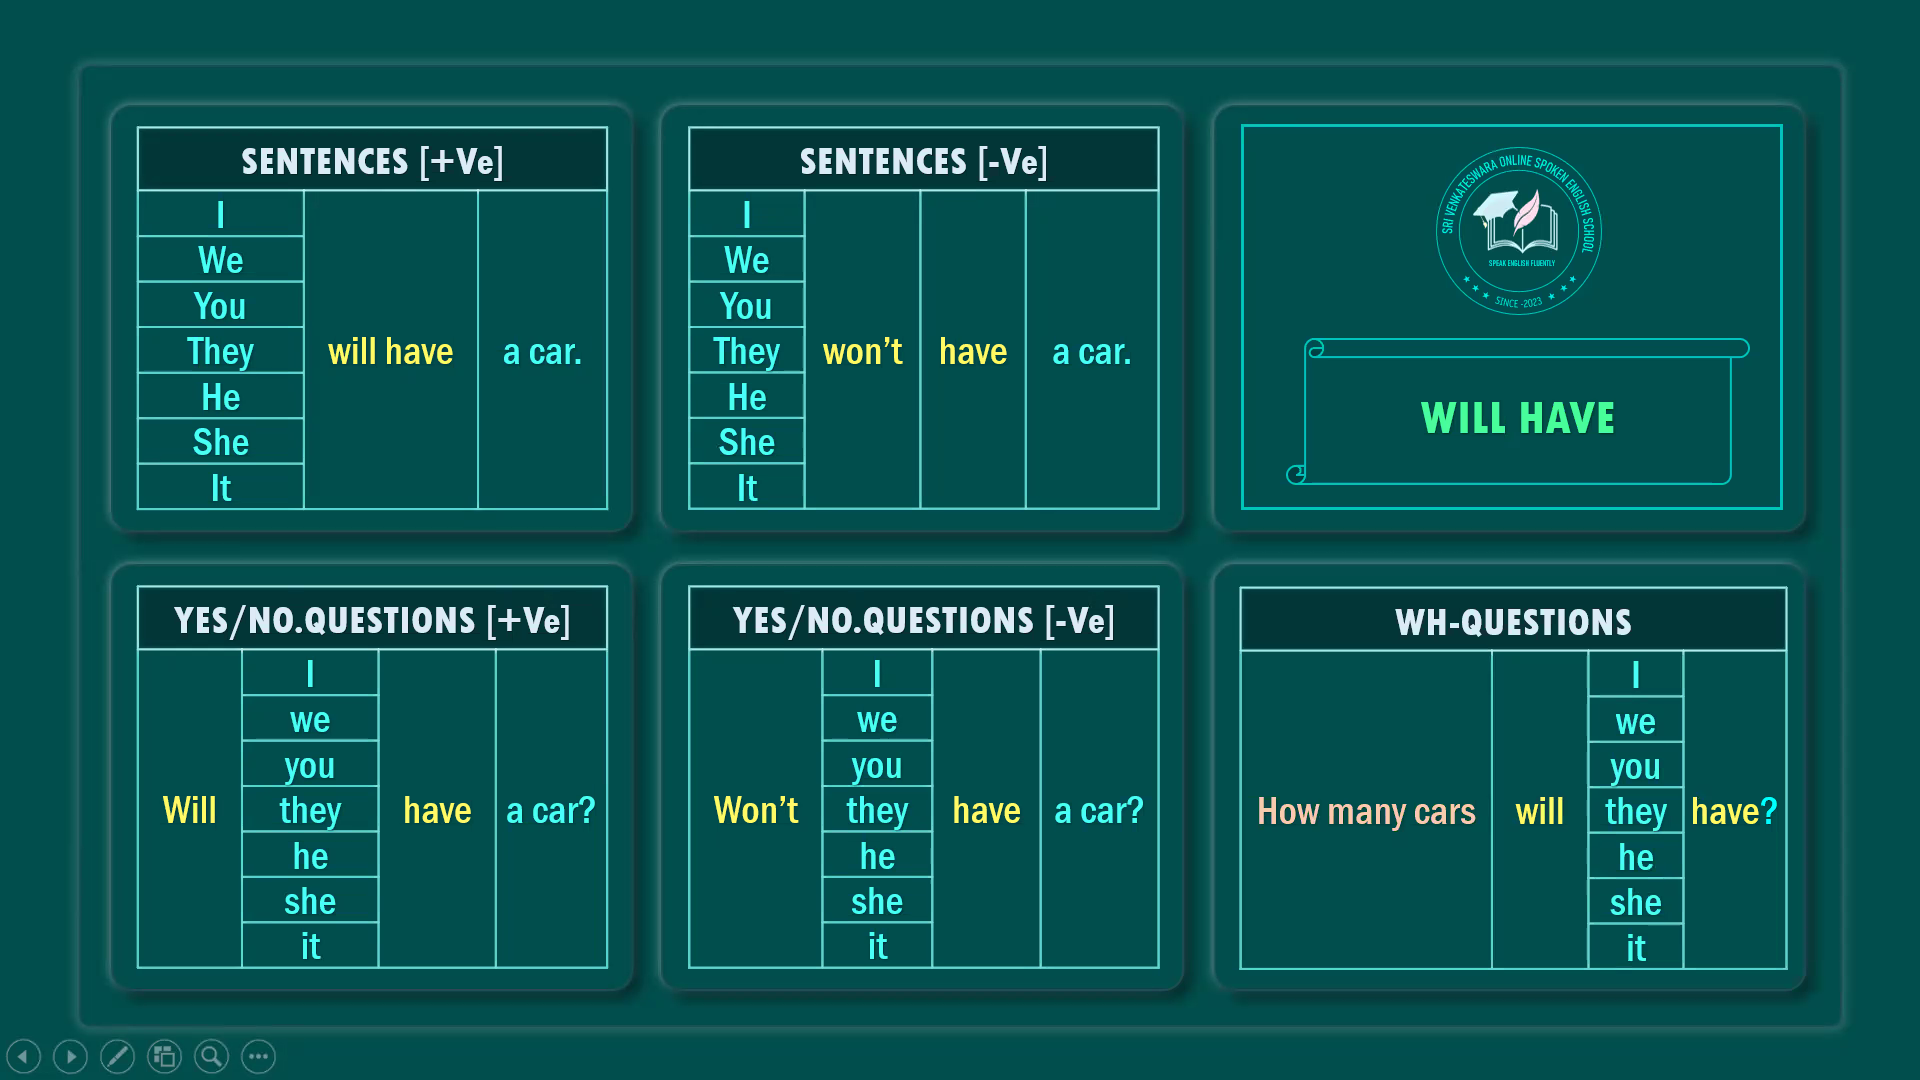 SENTENCES [+Ve]
I
We
You
They
He
She
It
will have
a car.
SENTENCES [-Ve]
I
We
You
They
He
She
It
won't
have
a car.
SRI VENKATESWARA ONLINE SPOKEN ENGLISH SCHOOL
SPEAK ENGLISH FLUENTLY
SINCE -2023
WILL HAVE
YES/NO.QUESTIONS [+Ve]
Will
I
we
you
they
he
she
it
have
a car?
YES/NO.QUESTIONS [-Ve]
Won't
I
we
you
they
he
she
it
have
a car?
WH-QUESTIONS
How many cars
will
I
we
you
they
he
she
it
have?